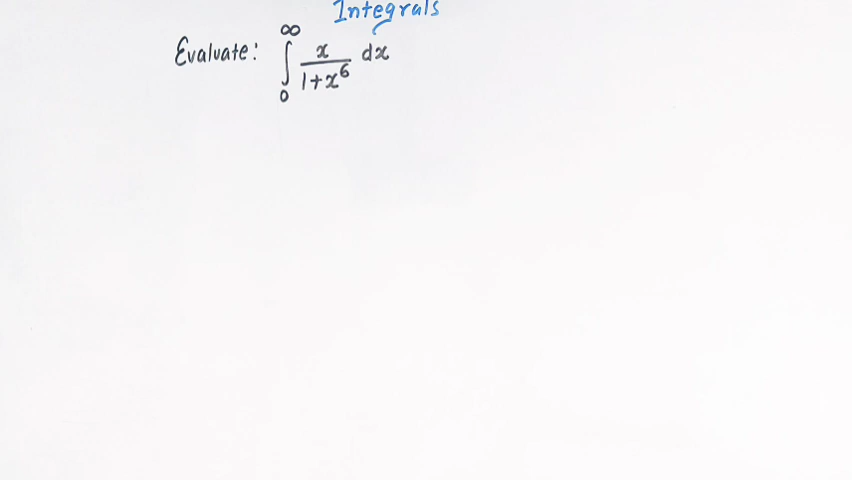 Integrals
Evaluate: ∫₀^∞ x/(1+x⁶) dx